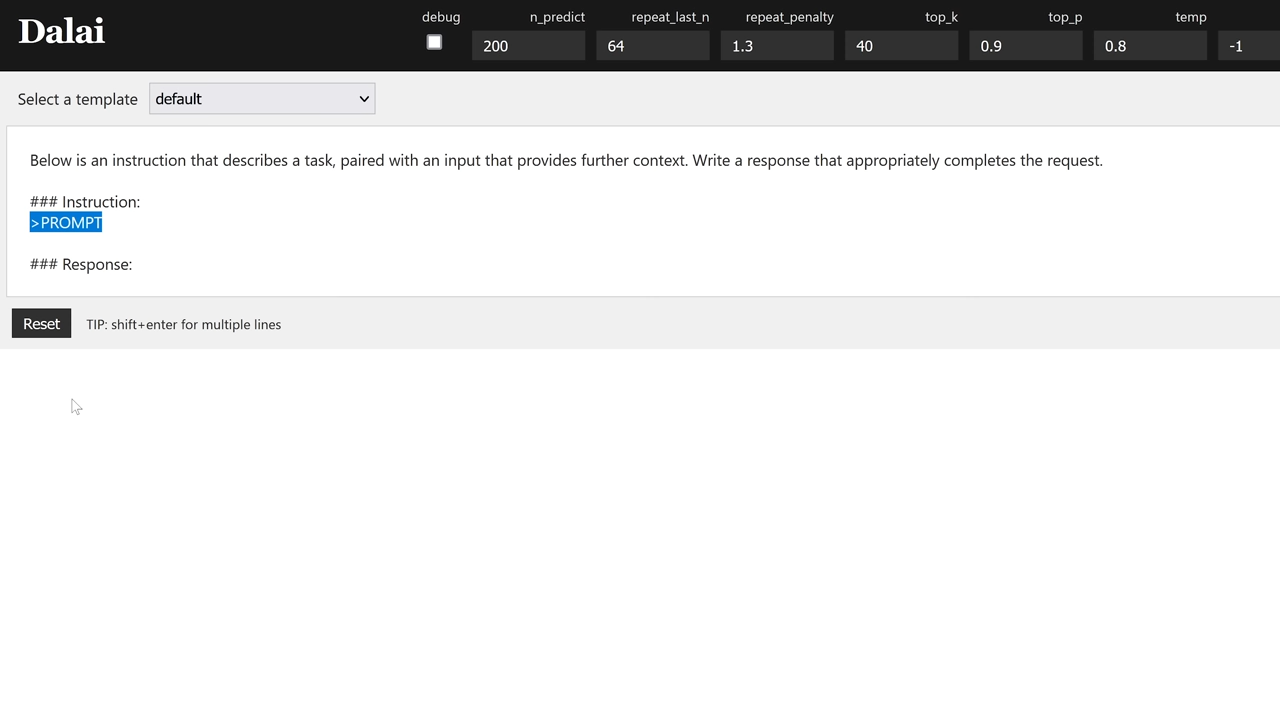 Dalai
debug n_predict repeat_last_n repeat_penalty top_k top_p temp
200 64 1.3 40 0.9 0.8 -1
Select a template default
Below is an instruction that describes a task, paired with an input that provides further context. Write a response that appropriately completes the request.
### Instruction:
>PROMPT
### Response:
Reset TIP: shift+enter for multiple lines